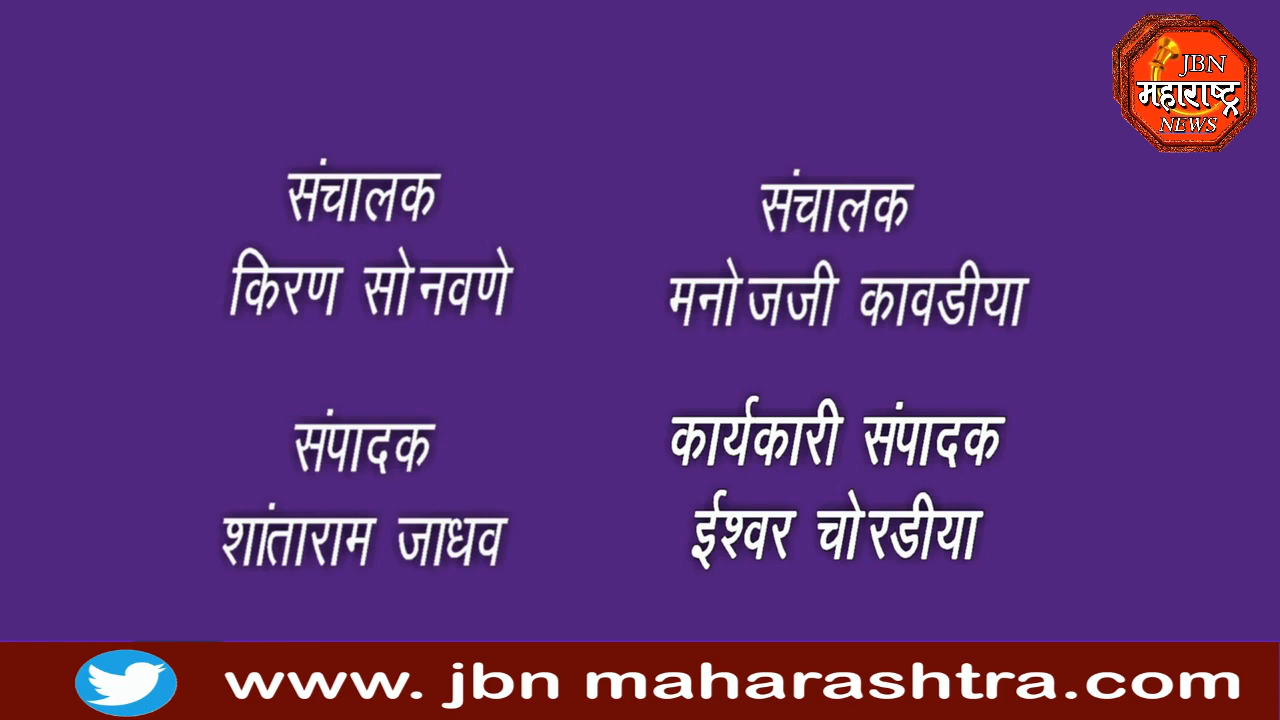 JBN
महाराष्ट्र
NEWS
संचालक
किरण सोनवणे
संचालक
मनोजजी कावडीया
संपादक
शांताराम जाधव
कार्यकारी संपादक
ईश्वर चोरडीया
www. jbn maharashtra.com